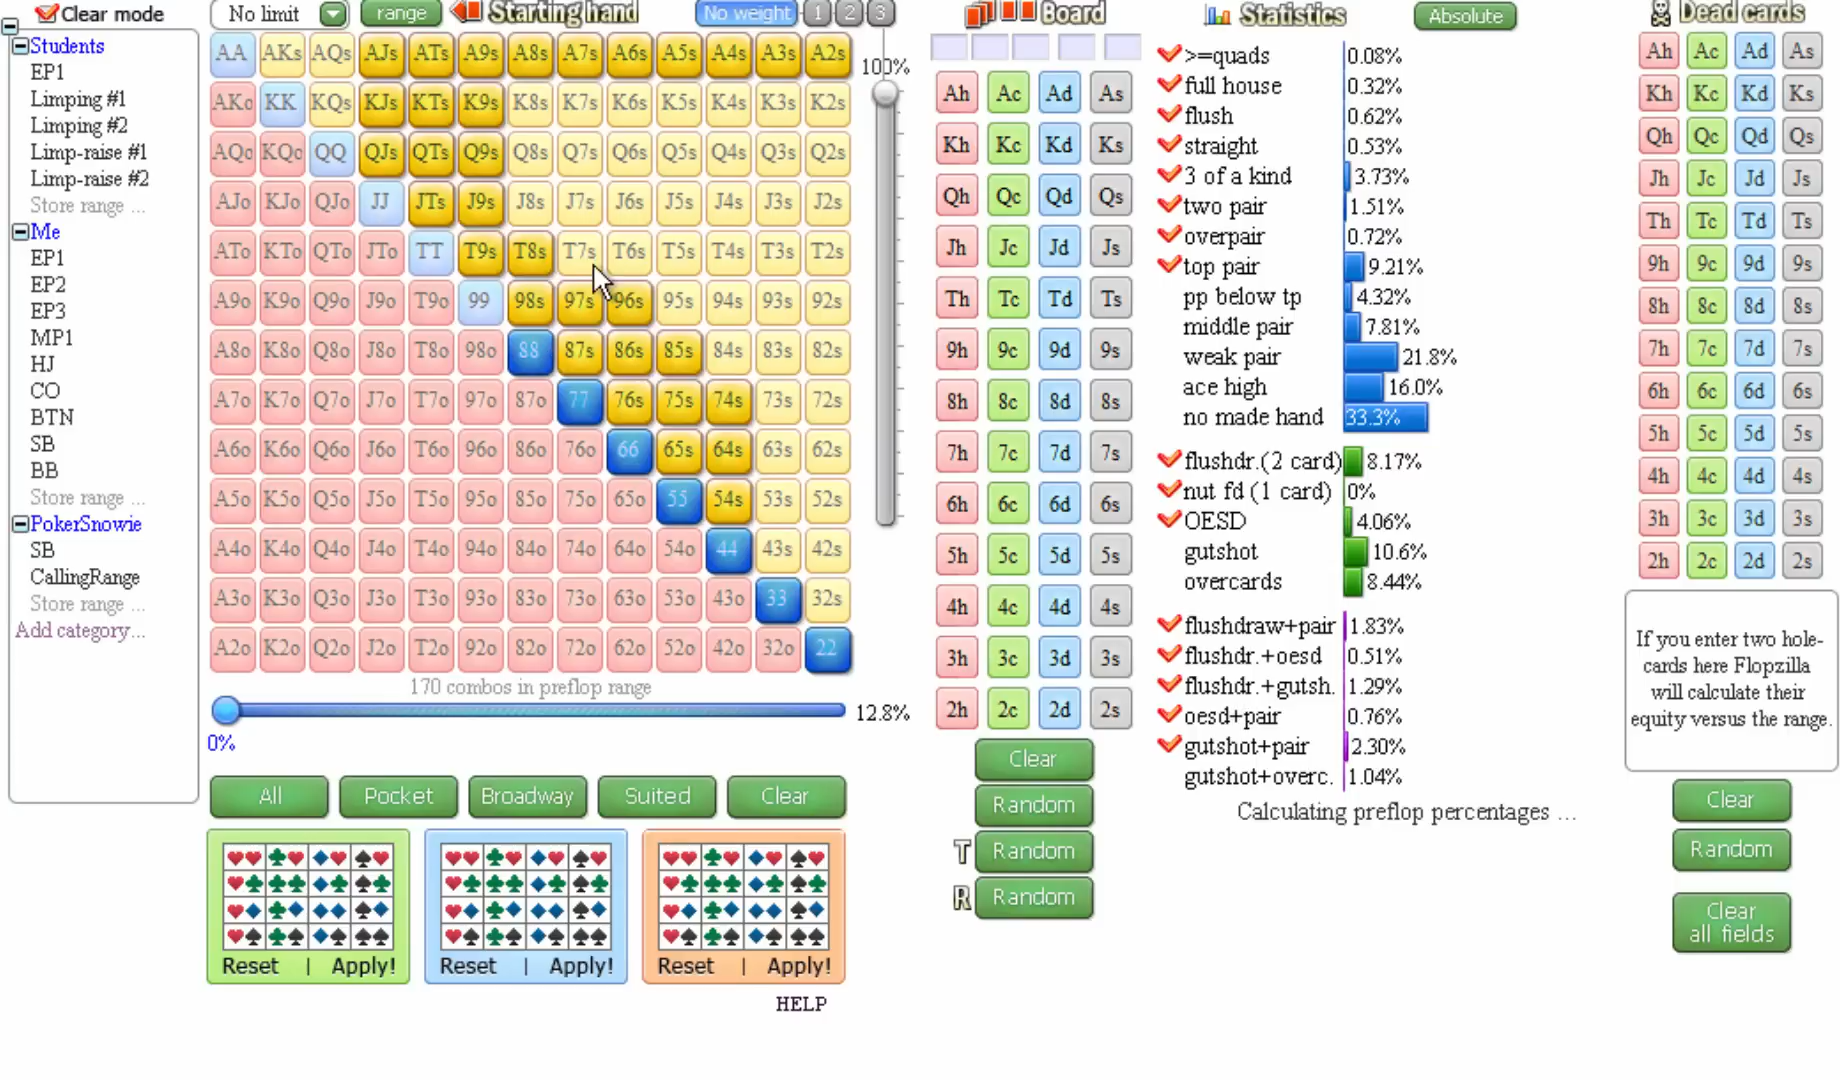 Clear mode
Students
EP1
Limping #1
Limping #2
Limp-raise #1
Limp-raise #2
Store range ...
Me
EP1
EP2
EP3
MP1
HJ
CO
BTN
SB
BB
Store range ...
PokerSnowie
SB
CallingRange
Store range ...
Add category...
No limit range Starting hand No weight 1 2 3
AA AKs AQs AJs ATs A9s A8s A7s A6s A5s A4s A3s A2s
AKo KK KQs KJs KTs K9s K8s K7s K6s K5s K4s K3s K2s
AQo KQo QQ QJs QTs Q9s Q8s Q7s Q6s Q5s Q4s Q3s Q2s
AJo KJo QJo JJ JTs J9s J8s J7s J6s J5s J4s J3s J2s
ATo KTo QTo JTo TT T9s T8s T7s T6s T5s T4s T3s T2s
A9o K9o Q9o J9o T9o 99 98s 97s 96s 95s 94s 93s 92s
A8o K8o Q8o J8o T8o 98o 88 87s 86s 85s 84s 83s 82s
A7o K7o Q7o J7o T7o 97o 87o 77 76s 75s 74s 73s 72s
A6o K6o Q6o J6o T6o 96o 86o 76o 66 65s 64s 63s 62s
A5o K5o Q5o J5o T5o 95o 85o 75o 65o 55 54s 53s 52s
A4o K4o Q4o J4o T4o 94o 84o 74o 64o 54o 44 43s 42s
A3o K3o Q3o J3o T3o 93o 83o 73o 63o 53o 43o 33 32s
A2o K2o Q2o J2o T2o 92o 82o 72o 62o 52o 42o 32o 22
100%
170 combos in preflop range
12.8%
0%
All Pocket Broadway Suited Clear
Reset | Apply! Reset | Apply! Reset | Apply!
HELP
Board
Ah Ac Ad As
Kh Kc Kd Ks
Qh Qc Qd Qs
Jh Jc Jd Js
Th Tc Td Ts
9h 9c 9d 9s
8h 8c 8d 8s
7h 7c 7d 7s
6h 6c 6d 6s
5h 5c 5d 5s
4h 4c 4d 4s
3h 3c 3d 3s
2h 2c 2d 2s
Clear
Random
T Random
R Random
Statistics Absolute
>=quads 0.08%
full house 0.32%
flush 0.62%
straight 0.53%
3 of a kind 3.73%
two pair 1.51%
overpair 0.72%
top pair 9.21%
pp below tp 4.32%
middle pair 7.81%
weak pair 21.8%
ace high 16.0%
no made hand 33.3%
flushdr.(2 card) 8.17%
nut fd (1 card) 0%
OESD 4.06%
gutshot 10.6%
overcards 8.44%
flushdraw+pair 1.83%
flushdr.+oesd 0.51%
flushdr.+gutsh. 1.29%
oesd+pair 0.76%
gutshot+pair 2.30%
gutshot+overc. 1.04%
Calculating preflop percentages ...
Dead cards
Ah Ac Ad As
Kh Kc Kd Ks
Qh Qc Qd Qs
Jh Jc Jd Js
Th Tc Td Ts
9h 9c 9d 9s
8h 8c 8d 8s
7h 7c 7d 7s
6h 6c 6d 6s
5h 5c 5d 5s
4h 4c 4d 4s
3h 3c 3d 3s
2h 2c 2d 2s
If you enter two hole-
cards here Flopzilla
will calculate their
equity versus the range.
Clear
Random
Clear
all fields